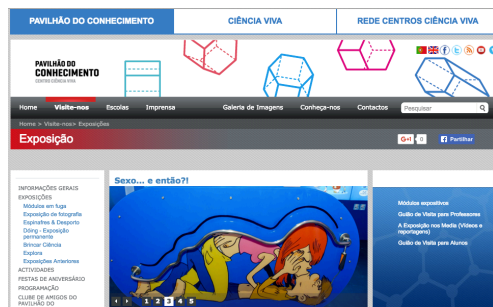 PAVILHÃO DO CONHECIMENTO
CIÊNCIA VIVA
REDE CENTROS CIÊNCIA VIVA
PAVILHÃO DO
CONHECIMENTO
CENTRO CIÊNCIA VIVA
Home
Visite-nos
Escolas
Imprensa
Galeria de Imagens
Conheça-nos
Contactos
Pesquisar
Home > Visite-nos> Exposições
Exposição
G+1 0
Partilhar
INFORMAÇÕES GERAIS
EXPOSIÇÕES
Módulos em fuga
Exposição de fotografia
Espinafres & Desporto
Dóing - Exposição
permanente
Brincar Ciência
Explora
Exposições Anteriores
ACTIVIDADES
FESTAS DE ANIVERSÁRIO
PROGRAMAÇÃO
CLUBE DE AMIGOS DO
PAVILHÃO DO
Sexo... e então?!
1 2 3 4 5
Módulos expositivos
Guião de Visita para Professores
A Exposição nos Media (Vídeos e
reportagens)
Guião de Visita para Alunos